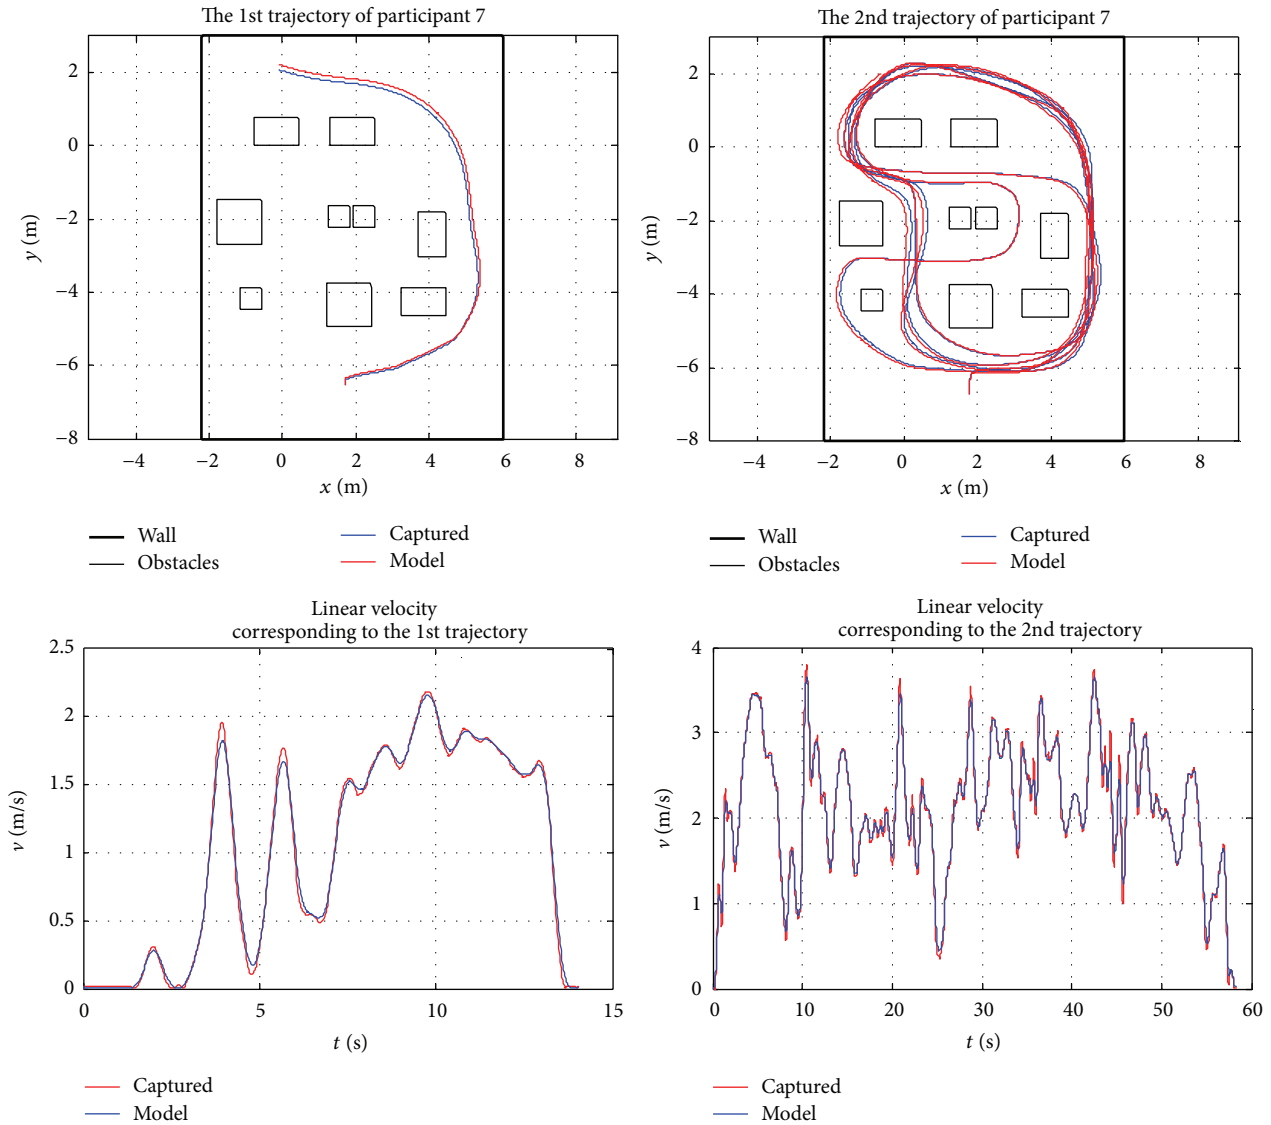 The 1st trajectory of participant 7
2
0
−2
−4
−6
−8
y (m)
−4
−2
0
2
4
6
8
x (m)
Wall
Obstacles
Captured
Model
The 2nd trajectory of participant 7
2
0
−2
−4
−6
−8
y (m)
−4
−2
0
2
4
6
8
x (m)
Wall
Obstacles
Captured
Model
Linear velocity
corresponding to the 1st trajectory
2.5
2
1.5
1
0.5
0
v (m/s)
0
5
10
15
t (s)
Captured
Model
Linear velocity
corresponding to the 2nd trajectory
4
3
2
1
0
v (m/s)
0
10
20
30
40
50
60
t (s)
Captured
Model